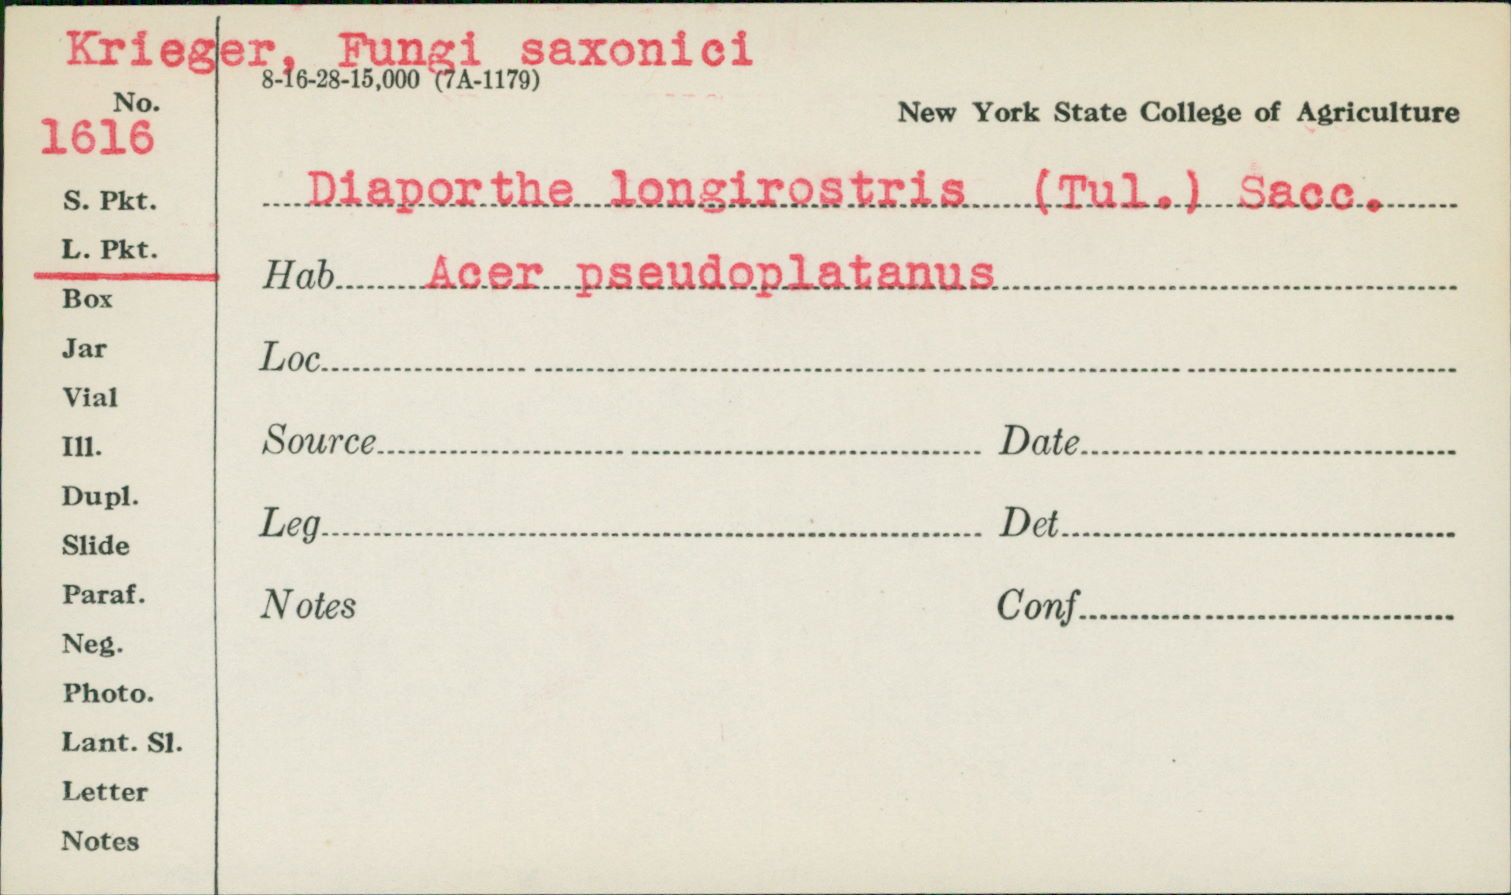 Krieger, Fungi saxonici
8-16-28-15,000 (7A-1179)
No.
1616
New York State College of Agriculture
S. Pkt.
Diaporthe longirostris (Tul.) Sacc.
L. Pkt.
Hab Acer pseudoplatanus
Box
Jar
Loc
Vial
Ill.
Source Date
Dupl.
Slide
Leg Det
Paraf.
Notes Conf
Neg.
Photo.
Lant. Sl.
Letter
Notes